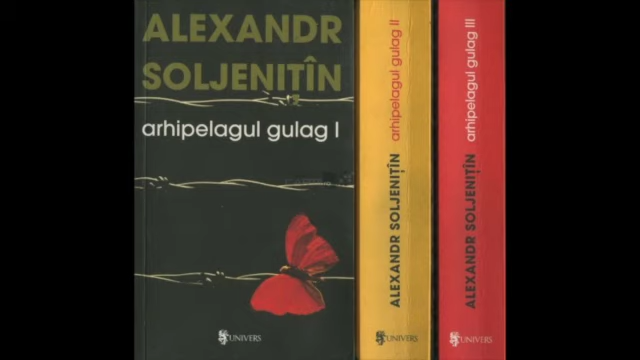 ALEXANDR
SOLJENIȚÎN
arhipelagul gulag I
UNIVERS
ALEXANDR SOLJENIȚÎN arhipelagul gulag II
UNIVERS
ALEXANDR SOLJENIȚÎN arhipelagul gulag III
UNIVERS